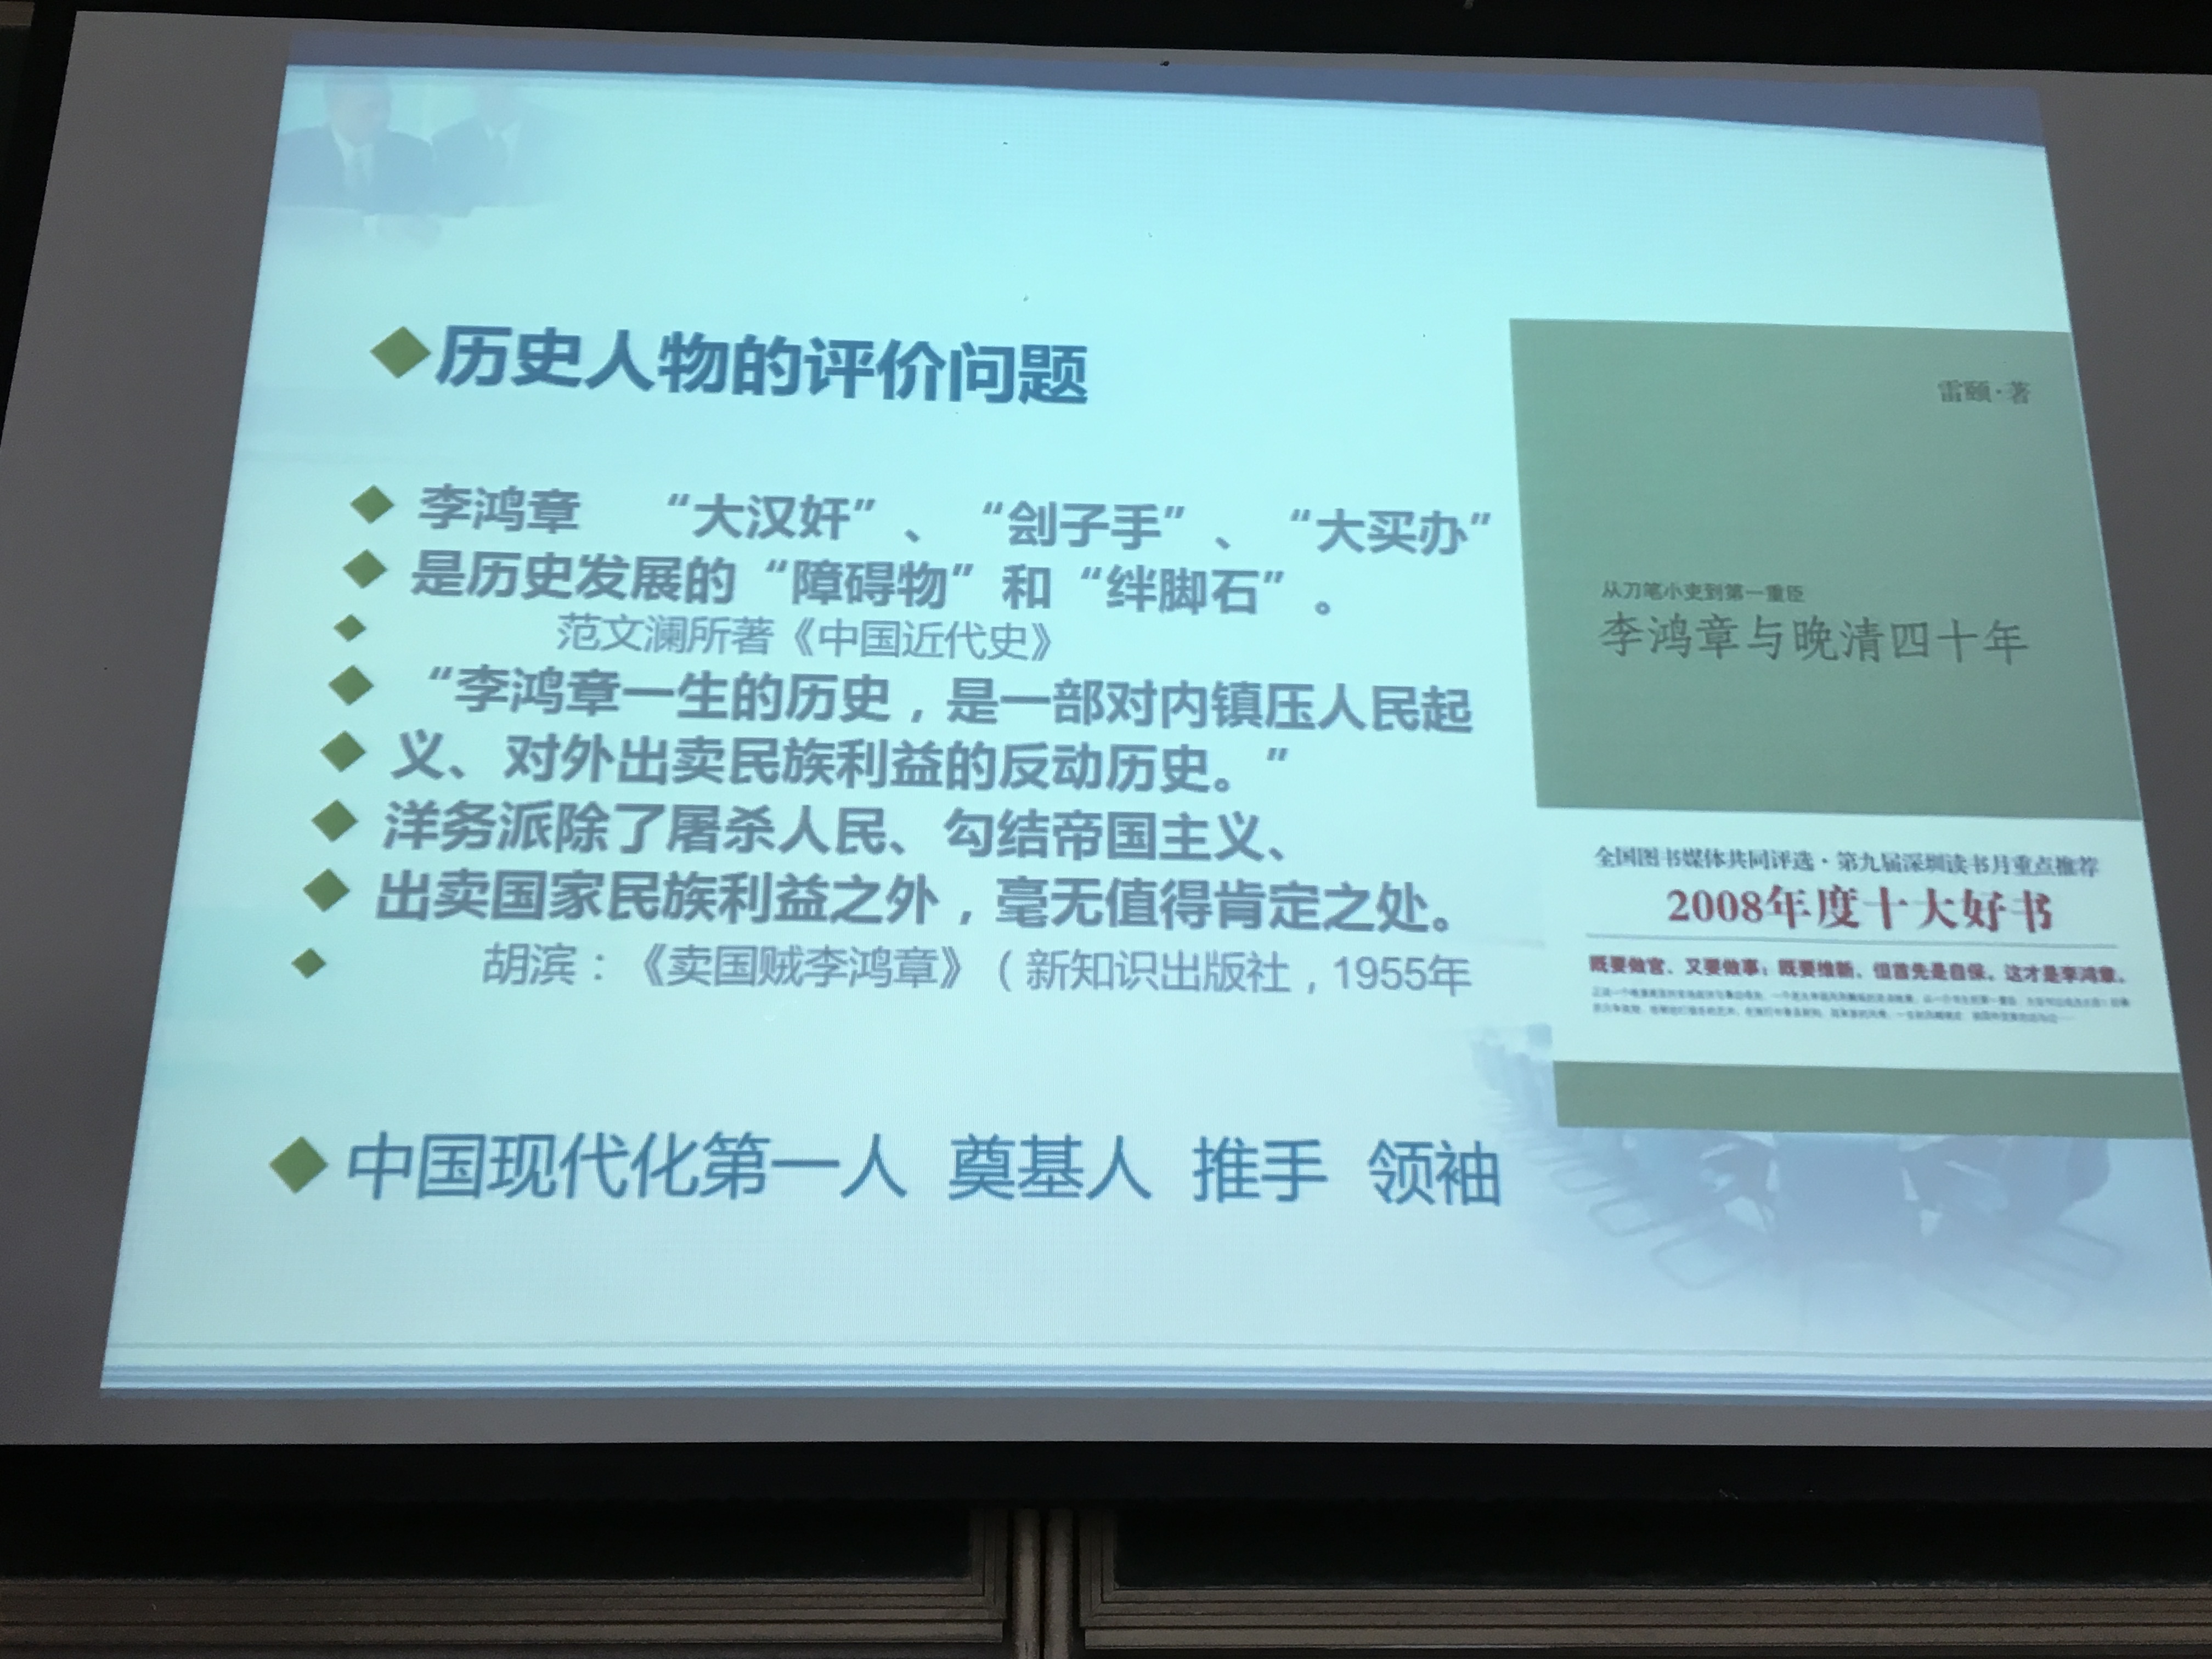 历史人物的评价问题
李鸿章 “大汉奸”、“刽子手”、“大买办”
是历史发展的“障碍物”和“绊脚石”。
范文澜所著《中国近代史》
“李鸿章一生的历史，是一部对内镇压人民起
义、对外出卖民族利益的反动历史。”
洋务派除了屠杀人民、勾结帝国主义、
出卖国家民族利益之外，毫无值得肯定之处。
胡滨：《卖国贼李鸿章》（新知识出版社，1955年
中国现代化第一人 奠基人 推手 领袖
雷颐·著
从刀笔小吏到第一重臣
李鸿章与晚清四十年
全国图书媒体共同评选·第九届深圳读书月重点推荐
2008年度十大好书
既要做官，又要做事；既要维新，但首先是自保。这才是李鸿章。